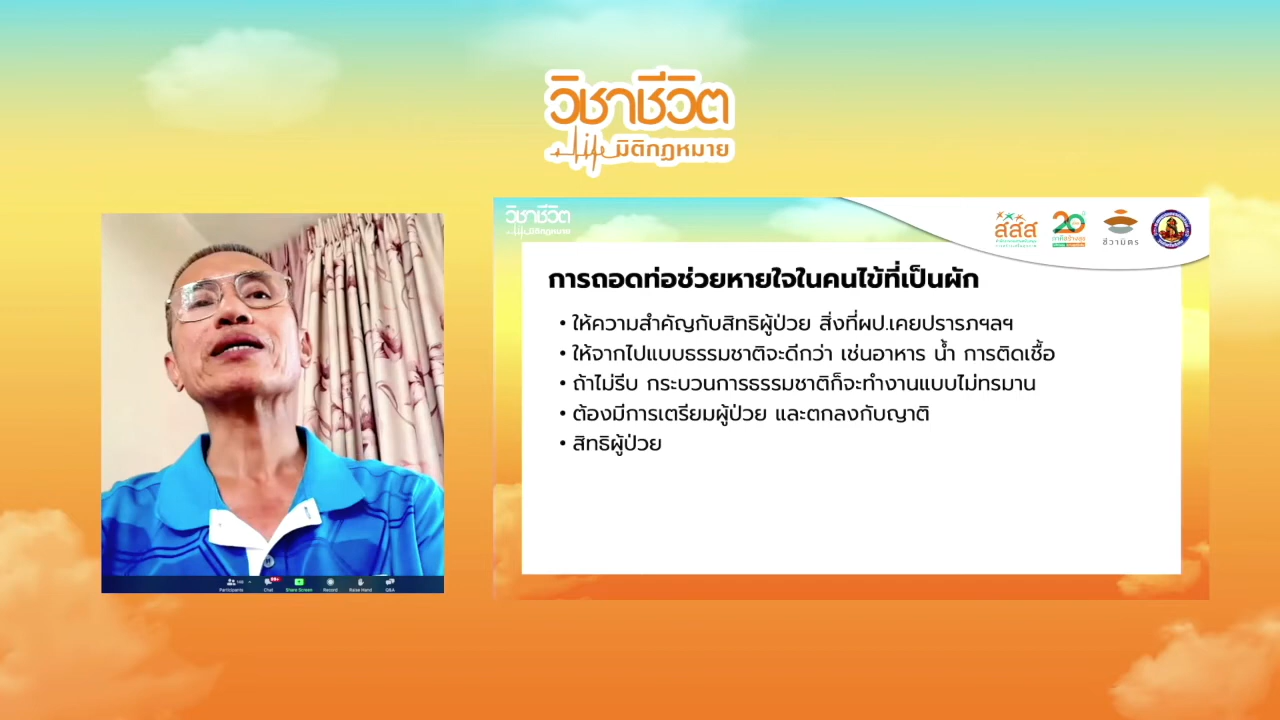 วิชาชีวิต
Life มิติกฎหมาย
วิชาชีวิต
Life มิติกฎหมาย
สสส
20
ชีวามิตร
การถอดท่อช่วยหายใจในคนไข้ที่เป็นผัก
• ให้ความสำคัญกับสิทธิผู้ป่วย สิ่งที่ผป.เคยปรารภฯลฯ
• ให้จากไปแบบธรรมชาติจะดีกว่า เช่นอาหาร น้ำ การติดเชื้อ
• ถ้าไม่รีบ กระบวนการธรรมชาติก็จะทำงานแบบไม่ทรมาน
• ต้องมีการเตรียมผู้ป่วย และตกลงกับญาติ
• สิทธิผู้ป่วย
Participants Chat Share Screen Record Raise Hand Q&A